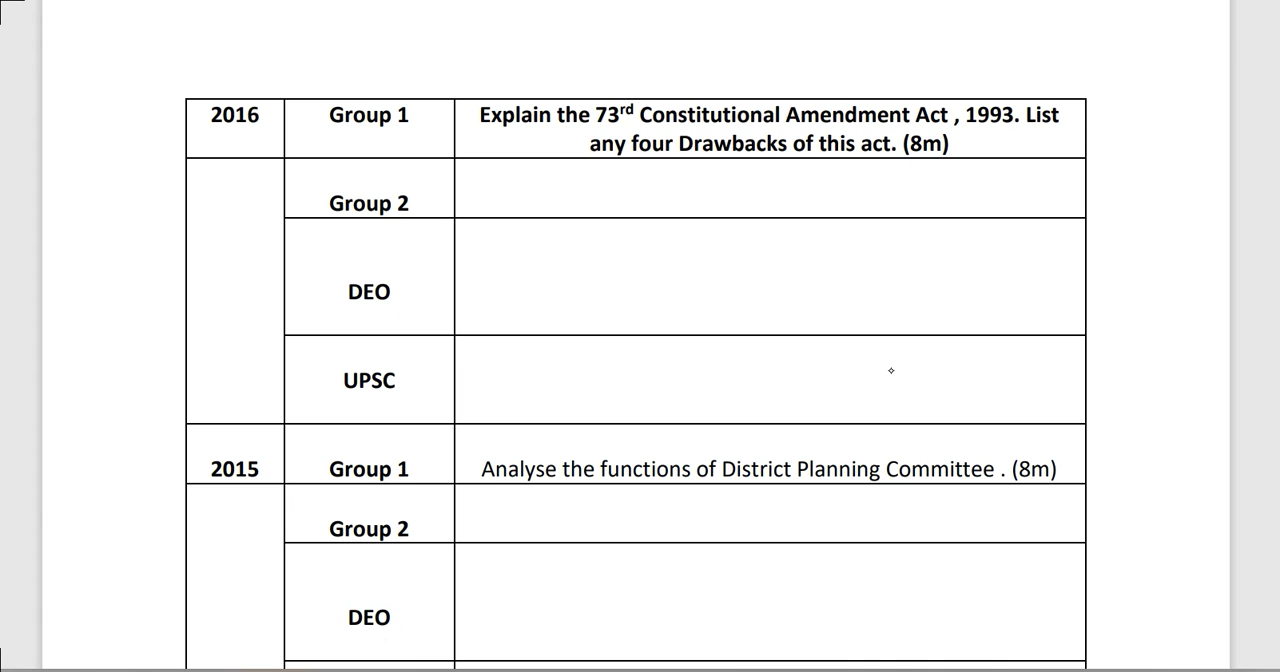 2016 Group 1 Explain the 73rd Constitutional Amendment Act , 1993. List
any four Drawbacks of this act. (8m)
Group 2
DEO
UPSC
2015 Group 1 Analyse the functions of District Planning Committee . (8m)
Group 2
DEO